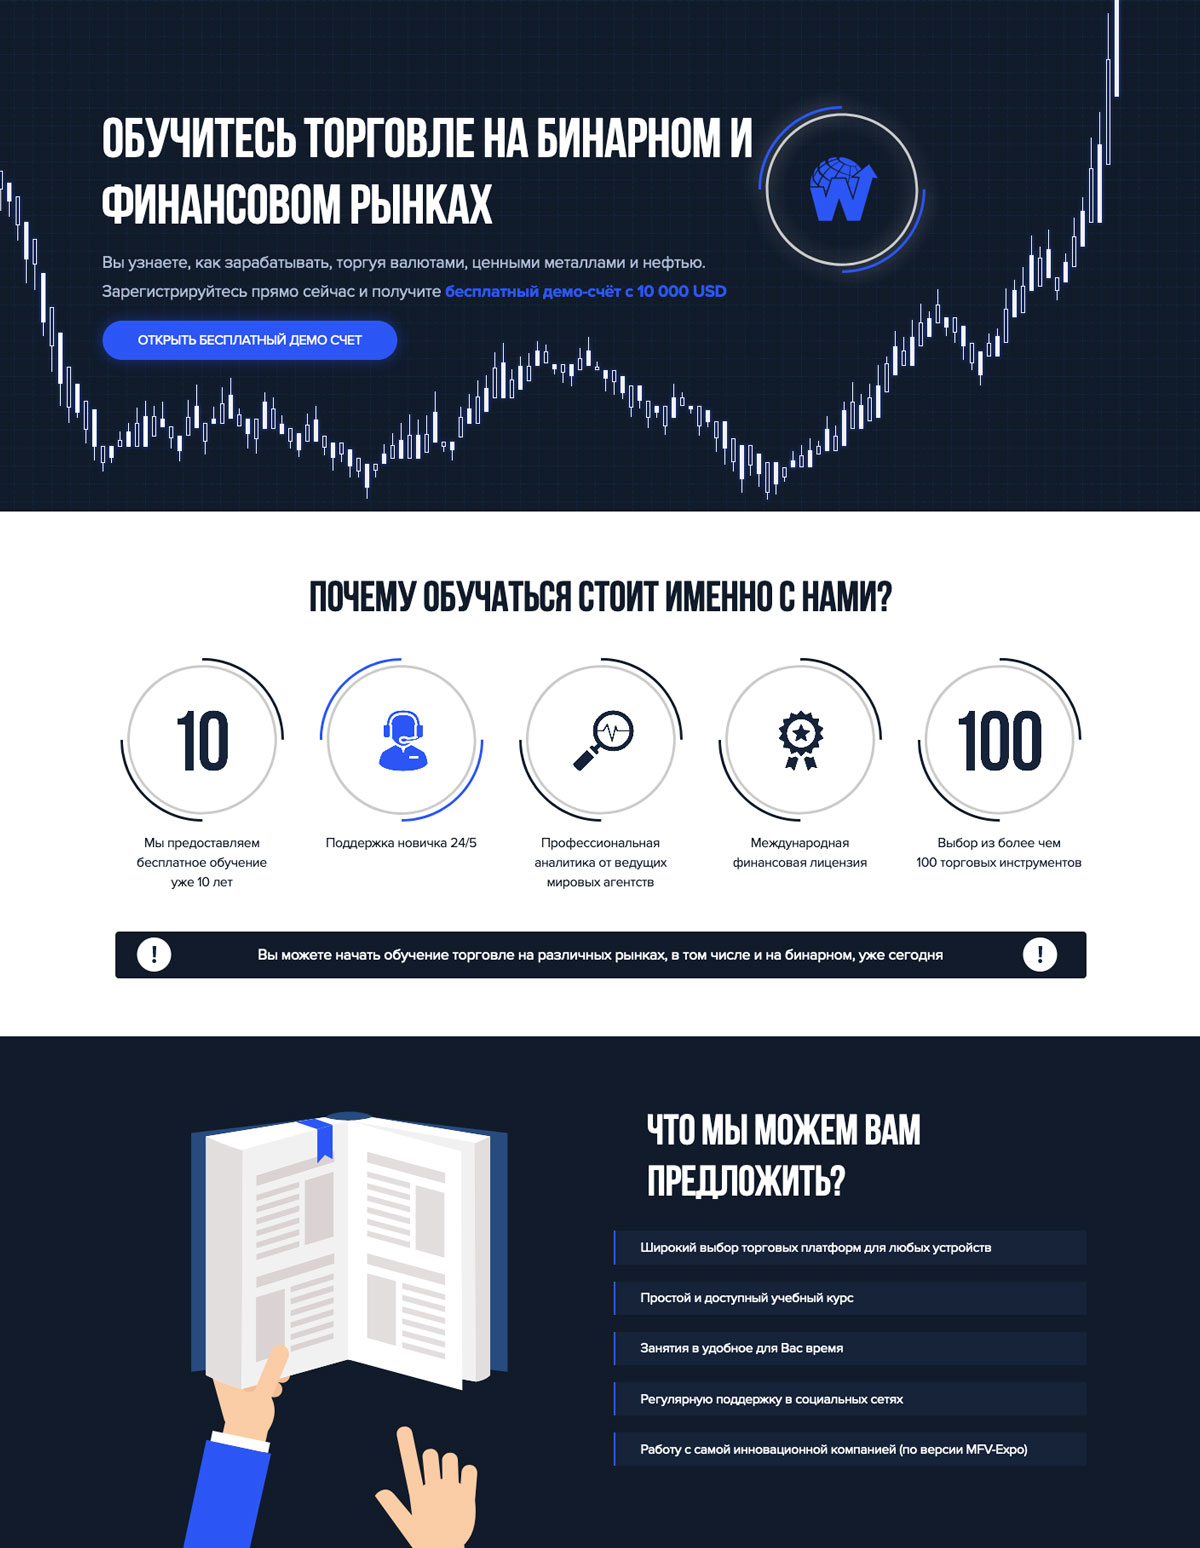 ОБУЧИТЕСЬ ТОРГОВЛЕ НА БИНАРНОМ И
ФИНАНСОВОМ РЫНКАХ
W
Вы узнаете, как зарабатывать, торгуя валютами, ценными металлами и нефтью.
Зарегистрируйтесь прямо сейчас и получите бесплатный демо-счёт с 10 000 USD
ОТКРЫТЬ БЕСПЛАТНЫЙ ДЕМО СЧЕТ
ПОЧЕМУ ОБУЧАТЬСЯ СТОИТ ИМЕННО С НАМИ?
10
Мы предоставляем
бесплатное обучение
уже 10 лет
Поддержка новичка 24/5
Профессиональная
аналитика от ведущих
мировых агентств
Международная
финансовая лицензия
100
Выбор из более чем
100 торговых инструментов
! Вы можете начать обучение торговле на различных рынках, в том числе и на бинарном, уже сегодня !
ЧТО МЫ МОЖЕМ ВАМ
ПРЕДЛОЖИТЬ?
Широкий выбор торговых платформ для любых устройств
Простой и доступный учебный курс
Занятия в удобное для Вас время
Регулярную поддержку в социальных сетях
Работу с самой инновационной компанией (по версии MFV-Expo)